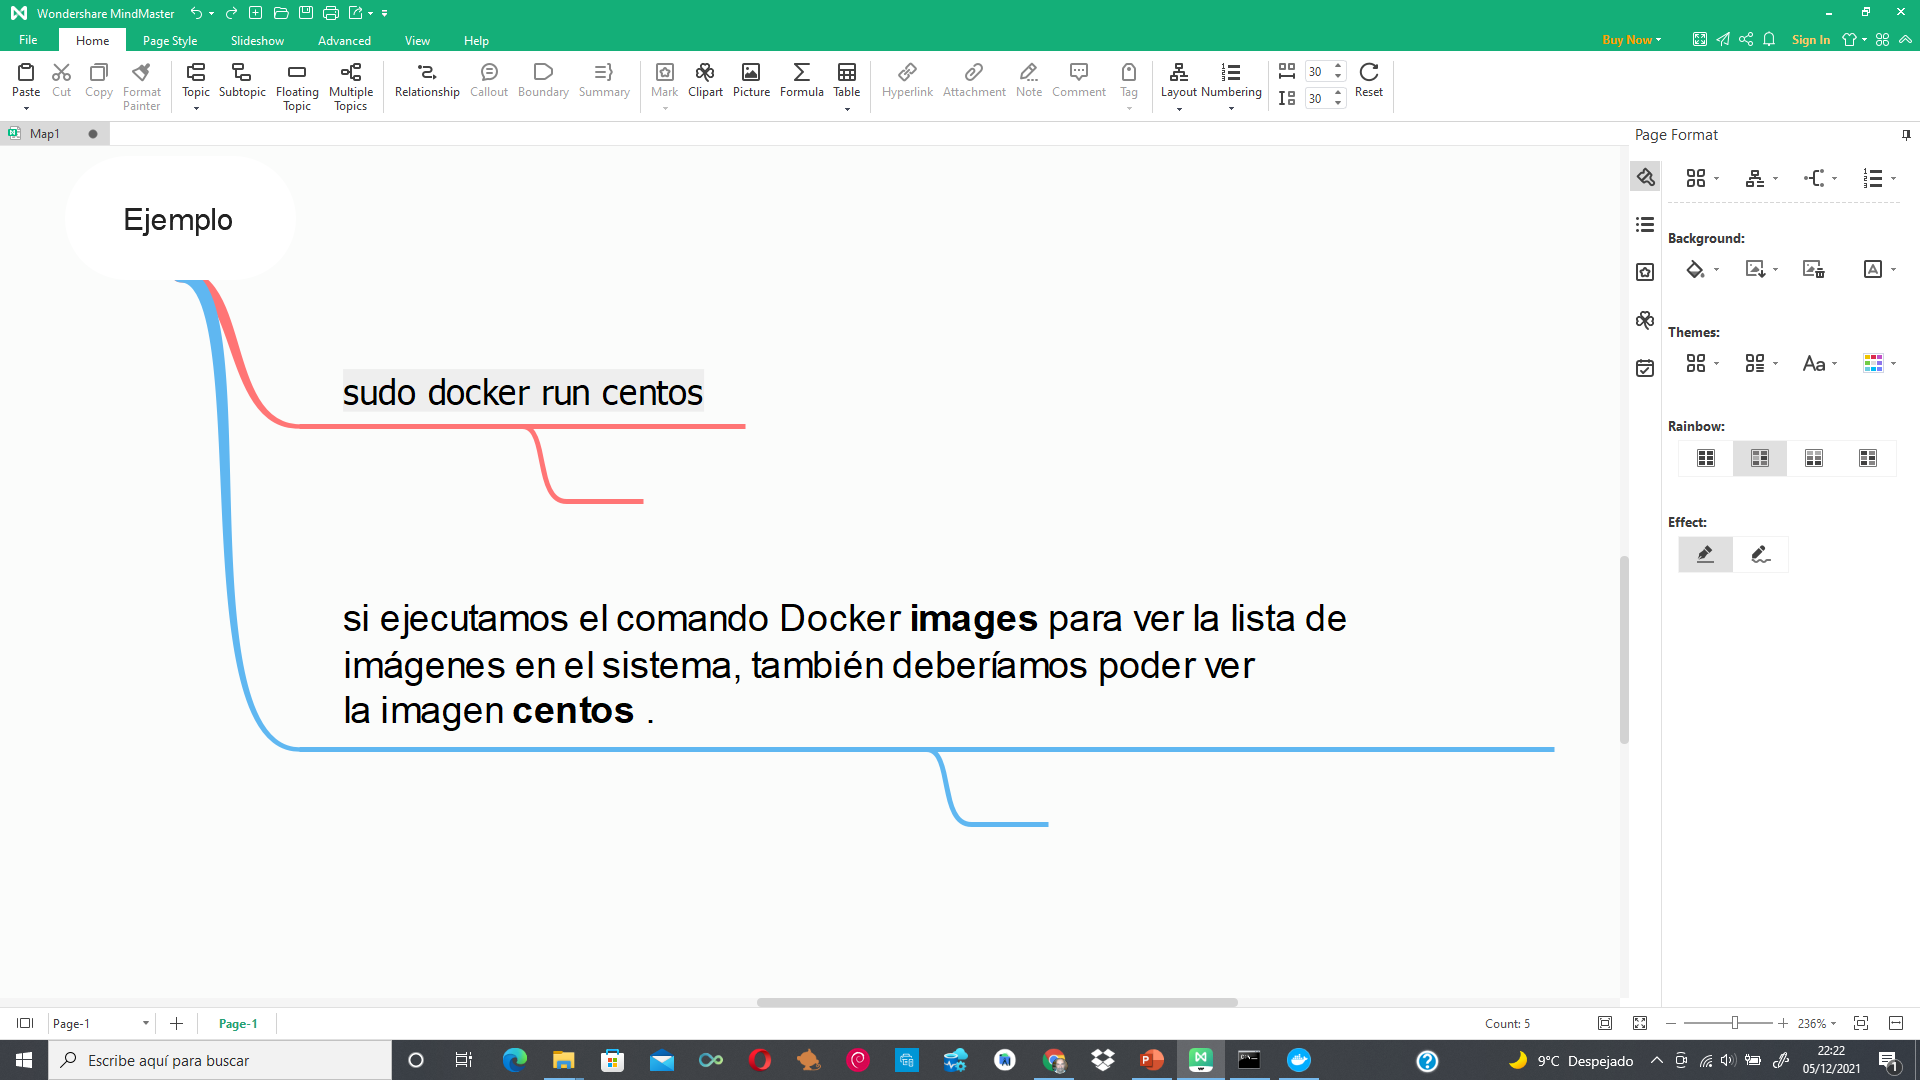 Wondershare MindMaster
File Home Page Style Slideshow Advanced View Help
Buy Now Sign In
Paste Cut Copy Format Painter Topic Subtopic Floating Topic Multiple Topics Relationship Callout Boundary Summary Mark Clipart Picture Formula Table Hyperlink Attachment Note Comment Tag Layout Numbering 30 30 Reset
Map1
Page Format
Ejemplo
sudo docker run centos
si ejecutamos el comando Docker images para ver la lista de
imágenes en el sistema, también deberíamos poder ver
la imagen centos .
Background:
Themes:
Aa
Rainbow:
Effect:
Page-1
Page-1
Count: 5
236%
Escribe aquí para buscar
9°C Despejado
22:22
05/12/2021
1